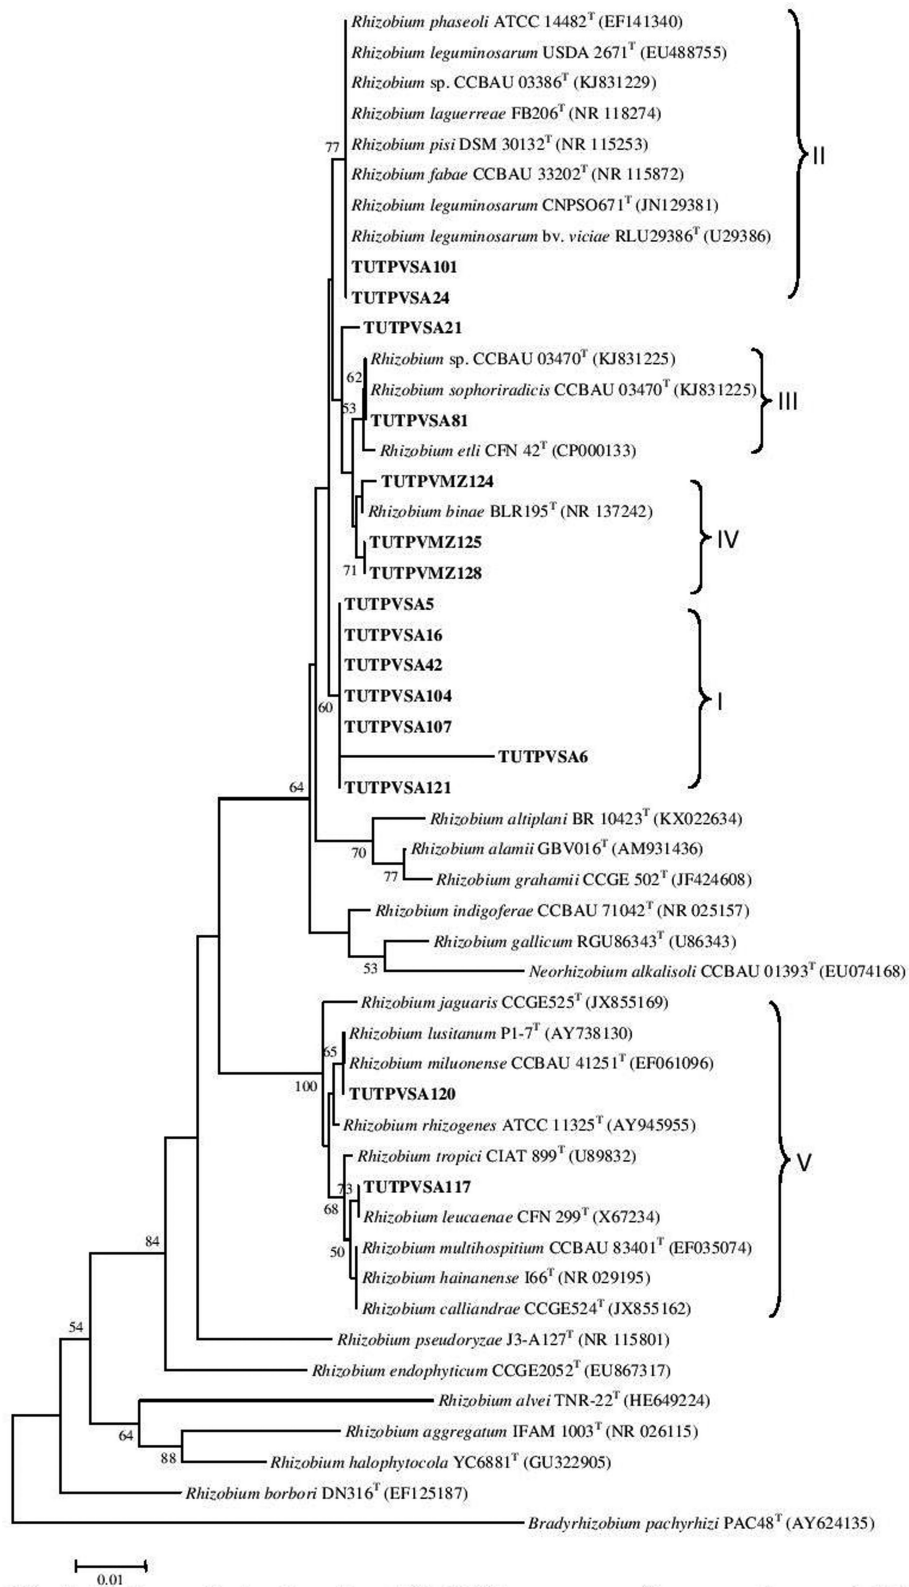 Rhizobium phaseoli ATCC 14482T (EF141340)
Rhizobium leguminosarum USDA 2671T (EU488755)
Rhizobium sp. CCBAU 03386T (KJ831229)
Rhizobium laguerreae FB206T (NR 118274)
77
Rhizobium pisi DSM 30132T (NR 115253)
II
Rhizobium fabae CCBAU 33202T (NR 115872)
Rhizobium leguminosarum CNPSO671T (JN129381)
Rhizobium leguminosarum bv. viciae RLU29386T (U29386)
TUTPVSA101
TUTPVSA24
TUTPVSA21
Rhizobium sp. CCBAU 03470T (KJ831225)
62
Rhizobium sophoriradicis CCBAU 03470T (KJ831225)
III
53
TUTPVSA81
Rhizobium etli CFN 42T (CP000133)
TUTPVMZ124
Rhizobium binae BLR195T (NR 137242)
IV
TUTPVMZ125
71
TUTPVMZ128
TUTPVSA5
TUTPVSA16
TUTPVSA42
TUTPVSA104
I
60
TUTPVSA107
TUTPVSA6
64
TUTPVSA121
Rhizobium altiplani BR 10423T (KX022634)
70
Rhizobium alamii GBV016T (AM931436)
77
Rhizobium grahamii CCGE 502T (JF424608)
Rhizobium indigoferae CCBAU 71042T (NR 025157)
Rhizobium gallicum RGU86343T (U86343)
53
Neorhizobium alkalisoli CCBAU 01393T (EU074168)
Rhizobium jaguaris CCGE525T (JX855169)
Rhizobium lusitanum P1-7T (AY738130)
65
Rhizobium miluonense CCBAU 41251T (EF061096)
100
TUTPVSA120
Rhizobium rhizogenes ATCC 11325T (AY945955)
Rhizobium tropici CIAT 899T (U89832)
V
73
TUTPVSA117
68
Rhizobium leucaenae CFN 299T (X67234)
50
Rhizobium multihospitium CCBAU 83401T (EF035074)
84
Rhizobium hainanense I66T (NR 029195)
Rhizobium calliandrae CCGE524T (JX855162)
54
Rhizobium pseudoryzae J3-A127T (NR 115801)
Rhizobium endophyticum CCGE2052T (EU867317)
Rhizobium alvei TNR-22T (HE649224)
64
Rhizobium aggregatum IFAM 1003T (NR 026115)
88
Rhizobium halophytocola YC6881T (GU322905)
Rhizobium borbori DN316T (EF125187)
Bradyrhizobium pachyrhizi PAC48T (AY624135)
0.01